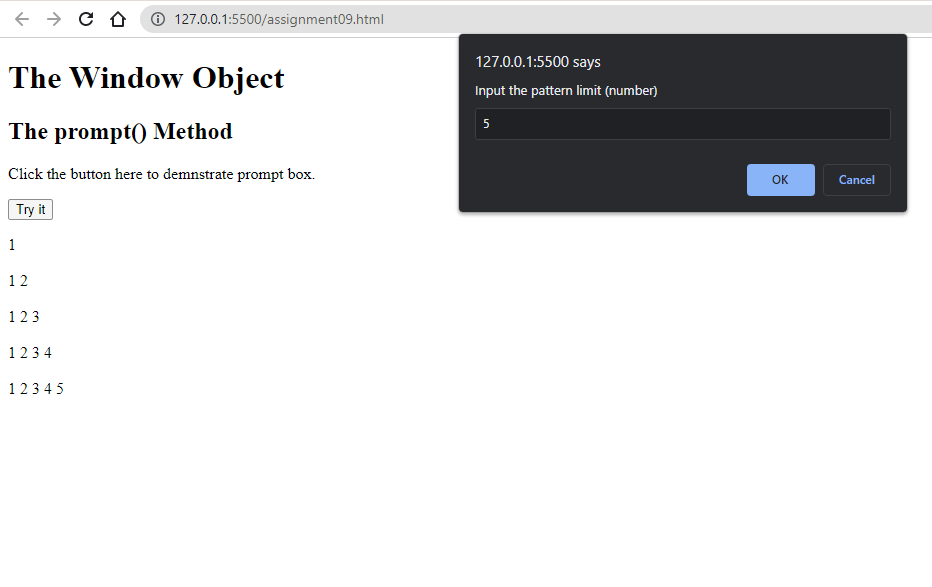 127.0.0.1:5500/assignment09.html
The Window Object
The prompt() Method
Click the button here to demnstrate prompt box.
Try it
1
1 2
1 2 3
1 2 3 4
1 2 3 4 5
127.0.0.1:5500 says
Input the pattern limit (number)
5
OK Cancel